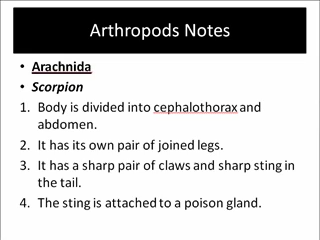 Arthropods Notes
• Arachnida
• Scorpion
1. Body is divided into cephalothorax and
abdomen.
2. It has its own pair of joined legs.
3. It has a sharp pair of claws and sharp sting in
the tail.
4. The sting is attached to a poison gland.